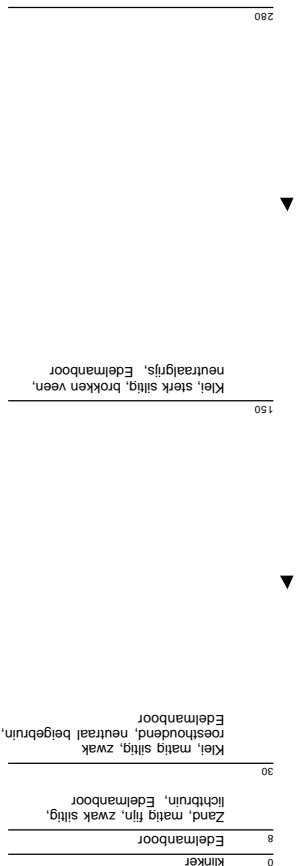 0
klinker
8
Edelmanboor
Zand, matig fijn, zwak siltig,
lichtbruin, Edelmanboor
30
Klei, matig siltig, zwak
roesthoudend, neutraal beigebruin,
Edelmanboor
150
Klei, sterk siltig, brokken veen,
neutraalgrijs, Edelmanboor
280